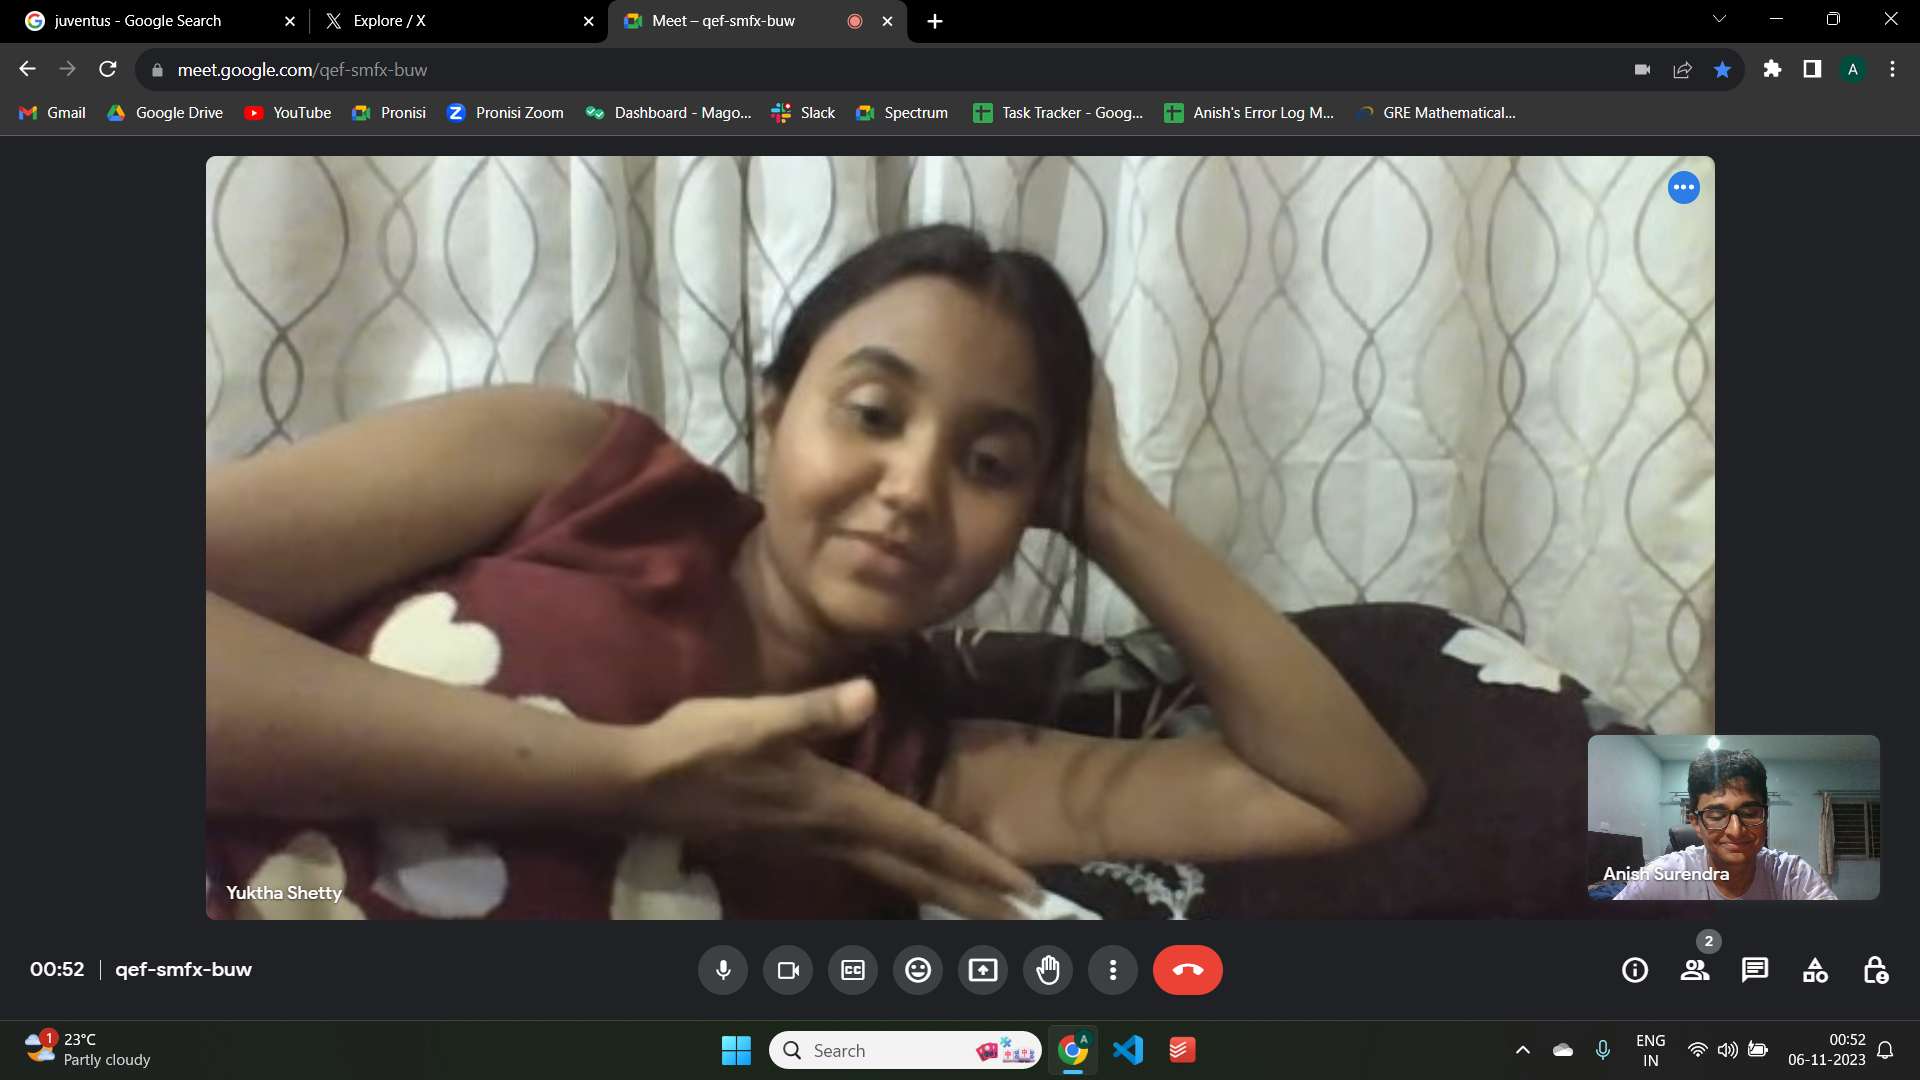 juventus - Google Search
Explore / X
Meet – qef-smfx-buw
meet.google.com/qef-smfx-buw
A
Gmail
Google Drive
YouTube
Pronisi
Pronisi Zoom
Dashboard - Mago...
Slack
Spectrum
Task Tracker - Goog...
Anish's Error Log M...
GRE Mathematical...
Yuktha Shetty
Anish Surendra
00:52 | qef-smfx-buw
CC
2
1
23°C
Partly cloudy
Search
A
ENG
IN
00:52
06-11-2023